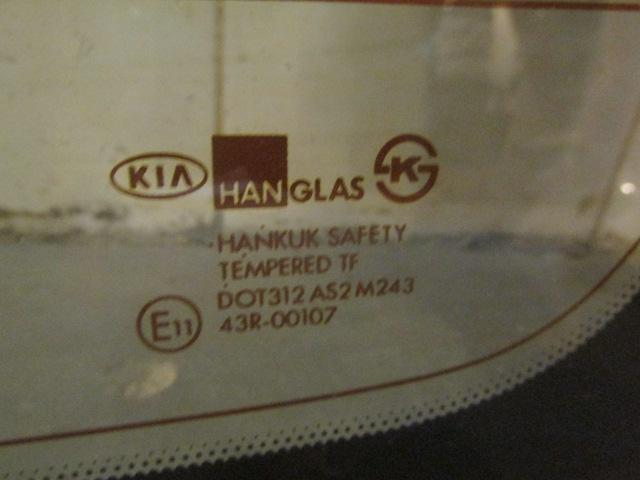 KIA HANGLAS K
HANKUK SAFETY
TEMPERED TF
DOT312 AS2 M243
E11 43R-00107